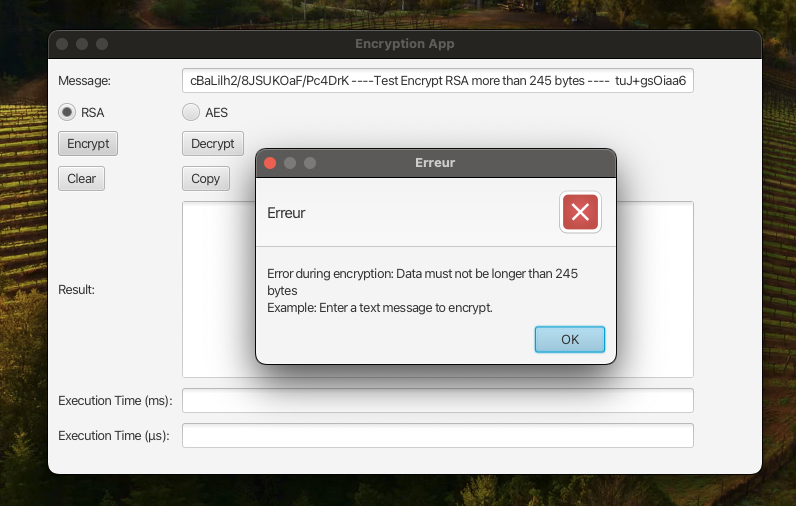 Encryption App
Message:
cBaLilh2/8JSUKOaF/Pc4DrK ----Test Encrypt RSA more than 245 bytes ---- tuJ+gsOiaa6
RSA
AES
Encrypt
Decrypt
Clear
Copy
Erreur
Erreur
Error during encryption: Data must not be longer than 245
bytes
Example: Enter a text message to encrypt.
OK
Result:
Execution Time (ms):
Execution Time (µs):